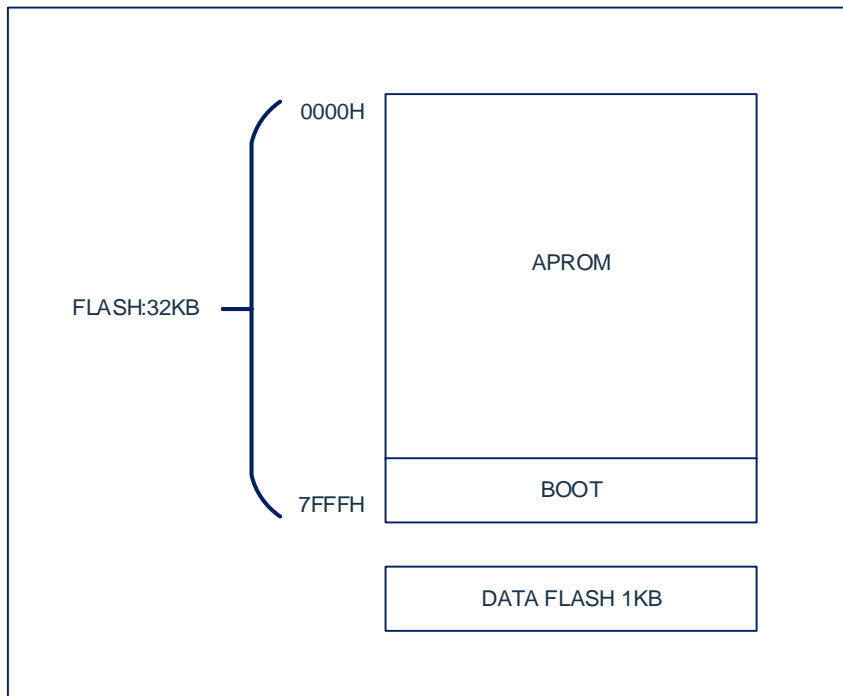 0000H
APROM
FLASH:32KB
BOOT
7FFFH
DATA FLASH 1KB